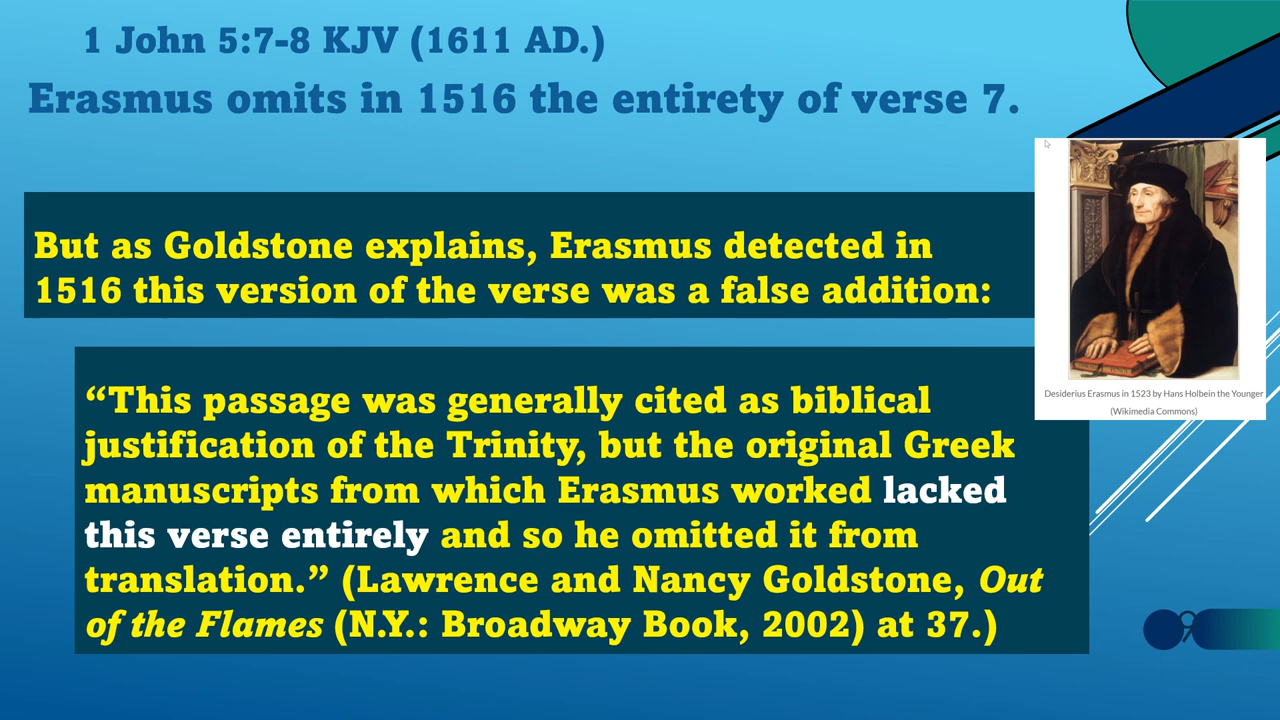 1 John 5:7-8 KJV (1611 AD.)
Erasmus omits in 1516 the entirety of verse 7.
But as Goldstone explains, Erasmus detected in
1516 this version of the verse was a false addition:
“This passage was generally cited as biblical
justification of the Trinity, but the original Greek
manuscripts from which Erasmus worked lacked
this verse entirely and so he omitted it from
translation.” (Lawrence and Nancy Goldstone, Out
of the Flames (N.Y.: Broadway Book, 2002) at 37.)
Desiderius Erasmus in 1523 by Hans Holbein the Younger
(Wikimedia Commons)
9